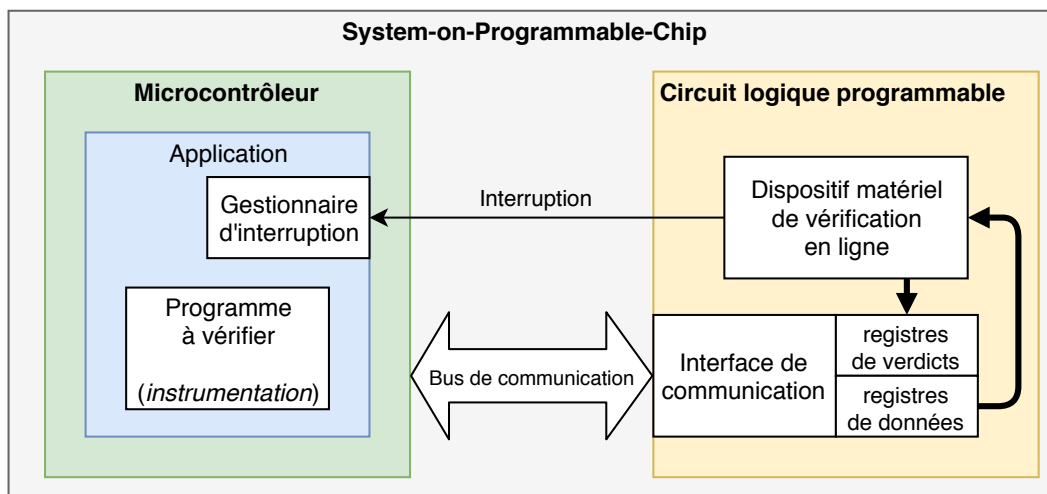 System-on-Programmable-Chip
Microcontrôleur
Application
Gestionnaire
d'interruption
Programme
à vérifier
(instrumentation)
Interruption
Bus de communication
Circuit logique programmable
Dispositif matériel
de vérification
en ligne
Interface de
communication
registres
de verdicts
registres
de données